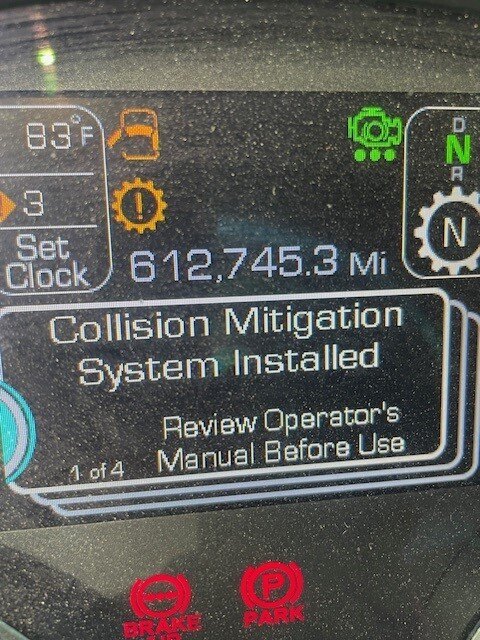 83°F
D
N
R
3
N
Set
Clock
612,745.3 Mi
Collision Mitigation
System Installed
Review Operator's
Manual Before Use
1 of 4
P
BRAKE
PARK